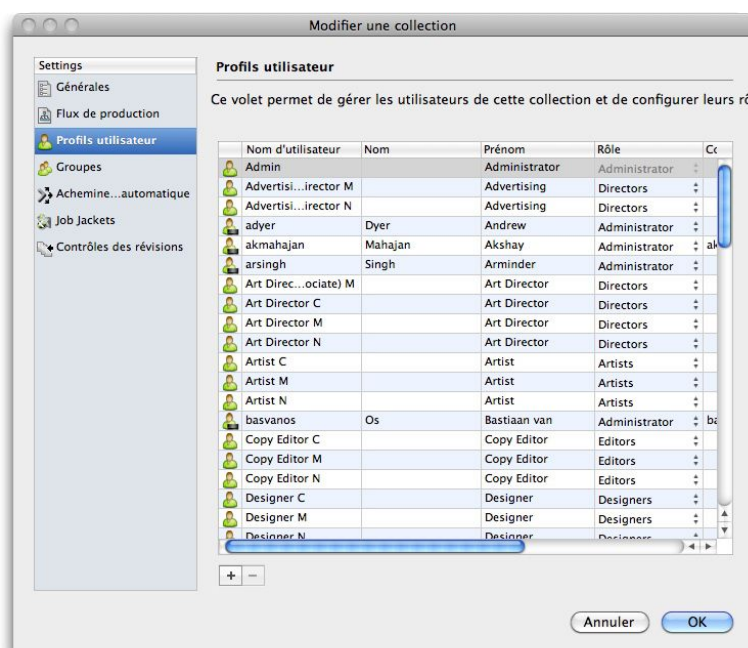 Modifier une collection
Settings
Générales
Flux de production
Profils utilisateur
Groupes
Achemine...automatique
Job Jackets
Contrôles des révisions
Profils utilisateur
Ce volet permet de gérer les utilisateurs de cette collection et de configurer leurs rô
Nom d'utilisateur Nom Prénom Rôle Co
Admin Administrator Administrator
Advertisi...irector M Advertising Directors
Advertisi...irector N Advertising Directors
adyer Dyer Andrew Administrator
akmahajan Mahajan Akshay Administrator ak
arsingh Singh Arminder Administrator
Art Direc...ociate) M Art Director Directors
Art Director C Art Director Directors
Art Director M Art Director Directors
Art Director N Art Director Directors
Artist C Artist Artists
Artist M Artist Artists
Artist N Artist Artists
basvanos Os Bastiaan van Administrator ba
Copy Editor C Copy Editor Editors
Copy Editor M Copy Editor Editors
Copy Editor N Copy Editor Editors
Designer C Designer Designers
Designer M Designer Designers
Designer N Designer Designers
Annuler OK